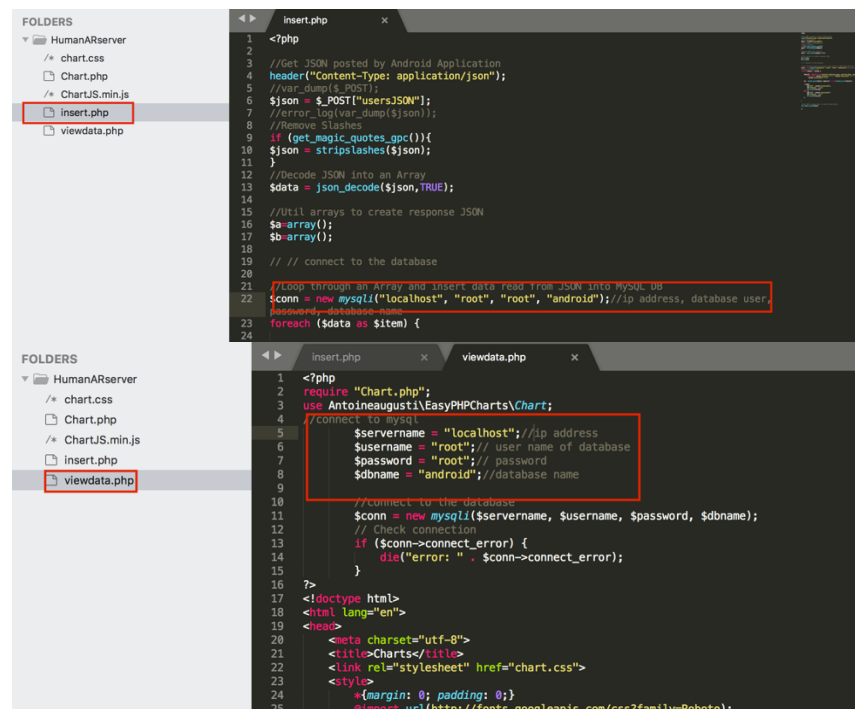 FOLDERS
HumanARserver
/* chart.css
Chart.php
/* ChartJS.min.js
insert.php
viewdata.php
insert.php ×
1 <?php
2
3 //Get JSON posted by Android Application
4 header("Content-Type: application/json");
5 //var_dump($_POST);
6 $json = $_POST["usersJSON"];
7 //error_log(var_dump($json));
8 //Remove Slashes
9 if (get_magic_quotes_gpc()){
10 $json = stripslashes($json);
11 }
12 //Decode JSON into an Array
13 $data = json_decode($json,TRUE);
14
15 //Util arrays to create response JSON
16 $a=array();
17 $b=array();
18
19 // // connect to the database
20
21 //Loop through an Array and insert data read from JSON into MySQL DB
22 $conn = new mysqli("localhost", "root", "root", "android");//ip address, database user,
password, database name
23 foreach ($data as $item) {
24
FOLDERS
HumanARserver
/* chart.css
Chart.php
/* ChartJS.min.js
insert.php
viewdata.php
insert.php × viewdata.php ×
1 <?php
2 require "Chart.php";
3 use Antoineaugusti\EasyPHPCharts\Chart;
4 //connect to mysql
5 $servername = "localhost";//ip address
6 $username = "root";// user name of database
7 $password = "root";// password
8 $dbname = "android";//database name
9
10 //connect to the database
11 $conn = new mysqli($servername, $username, $password, $dbname);
12 // Check connection
13 if ($conn->connect_error) {
14 die("error: " . $conn->connect_error);
15 }
16 ?>
17 <!doctype html>
18 <html lang="en">
19 <head>
20 <meta charset="utf-8">
21 <title>Charts</title>
22 <link rel="stylesheet" href="chart.css">
23 <style>
24 *{margin: 0; padding: 0;}
25 @import url(http://fonts.googleapis.com/css?family=Roboto);